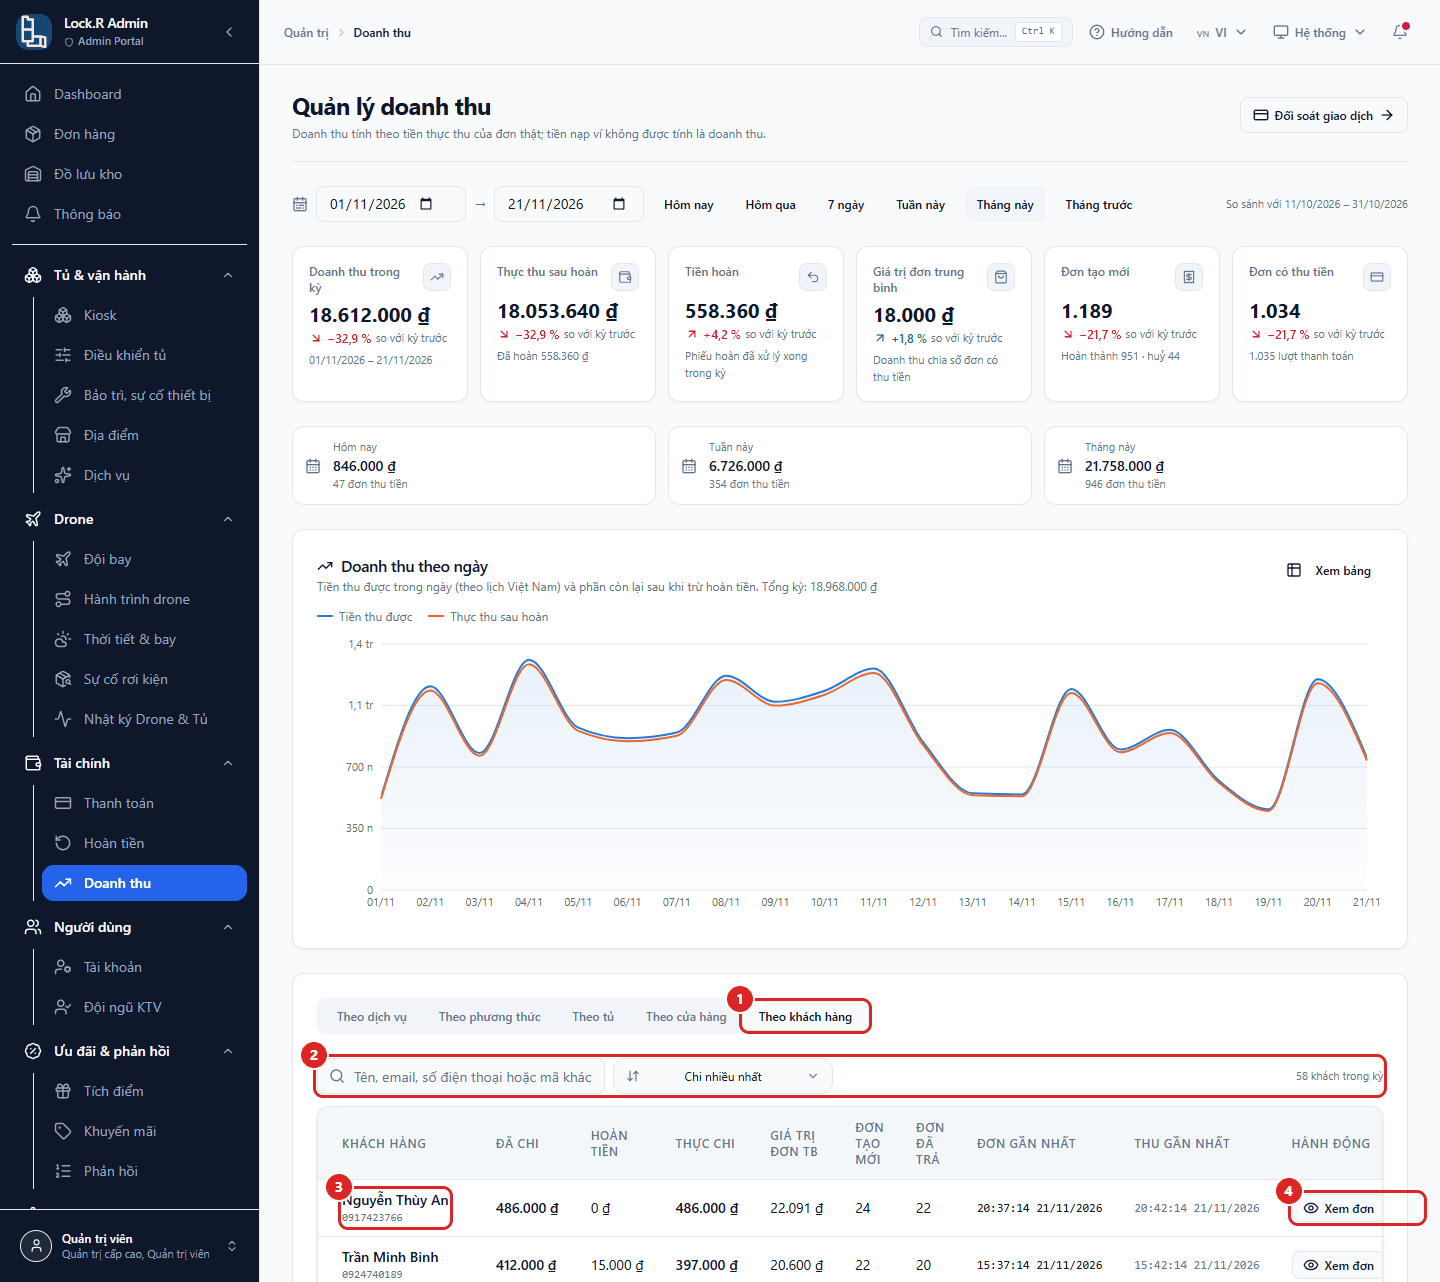 Lock.R Admin
Admin Portal
Dashboard
Đơn hàng
Đồ lưu kho
Thông báo
Tủ & vận hành
Kiosk
Điều khiển tủ
Bảo trì, sự cố thiết bị
Địa điểm
Dịch vụ
Drone
Đội bay
Hành trình drone
Thời tiết & bay
Sự cố rơi kiện
Nhật ký Drone & Tủ
Tài chính
Thanh toán
Hoàn tiền
Doanh thu
Người dùng
Tài khoản
Đội ngũ KTV
Ưu đãi & phản hồi
Tích điểm
Khuyến mãi
Phản hồi
Quản trị viên
Quản trị cấp cao, Quản trị viên
Quản trị > Doanh thu
Tìm kiếm... Ctrl K
Hướng dẫn
VN VI
Hệ thống
Quản lý doanh thu
Doanh thu tính theo tiền thực thu của đơn thật; tiền nạp ví không được tính là doanh thu.
Đối soát giao dịch →
01/11/2026 → 21/11/2026 Hôm nay Hôm qua 7 ngày Tuần này Tháng này Tháng trước
So sánh với 11/10/2026 – 31/10/2026
Doanh thu trong kỳ
18.612.000 ₫
−32,9 % so với kỳ trước
01/11/2026 – 21/11/2026
Thực thu sau hoàn
18.053.640 ₫
−32,9 % so với kỳ trước
Đã hoàn 558.360 ₫
Tiền hoàn
558.360 ₫
+4,2 % so với kỳ trước
Phiếu hoàn đã xử lý xong
trong kỳ
Giá trị đơn trung bình
18.000 ₫
+1,8 % so với kỳ trước
Doanh thu chia số đơn có
thu tiền
Đơn tạo mới
1.189
−21,7 % so với kỳ trước
Hoàn thành 951 · huỷ 44
Đơn có thu tiền
1.034
−21,7 % so với kỳ trước
1.035 lượt thanh toán
Hôm nay
846.000 ₫
47 đơn thu tiền
Tuần này
6.726.000 ₫
354 đơn thu tiền
Tháng này
21.758.000 ₫
946 đơn thu tiền
Doanh thu theo ngày
Tiền thu được trong ngày (theo lịch Việt Nam) và phần còn lại sau khi trừ hoàn tiền. Tổng kỳ: 18.968.000 ₫
Xem bảng
Tiền thu được Thực thu sau hoàn
1,4 tr
1,1 tr
700 n
350 n
0
01/11 02/11 03/11 04/11 05/11 06/11 07/11 08/11 09/11 10/11 11/11 12/11 13/11 14/11 15/11 16/11 17/11 18/11 19/11 20/11 21/11
1
Theo dịch vụ Theo phương thức Theo tủ Theo cửa hàng Theo khách hàng
2
Tên, email, số điện thoại hoặc mã khác Chi nhiều nhất 58 khách trong kỳ
KHÁCH HÀNG ĐÃ CHI HOÀN TIỀN THỰC CHI GIÁ TRỊ ĐƠN TB ĐƠN TẠO MỚI ĐƠN ĐÃ TRẢ ĐƠN GẦN NHẤT THU GẦN NHẤT HÀNH ĐỘNG
3 4
Nguyễn Thùy An 486.000 ₫ 0 ₫ 486.000 ₫ 22.091 ₫ 24 22 20:37:14 21/11/2026 20:42:14 21/11/2026 Xem đơn
0917423766
Trần Minh Bình 412.000 ₫ 15.000 ₫ 397.000 ₫ 20.600 ₫ 22 20 15:37:14 21/11/2026 15:42:14 21/11/2026 Xem đơn
0924740189